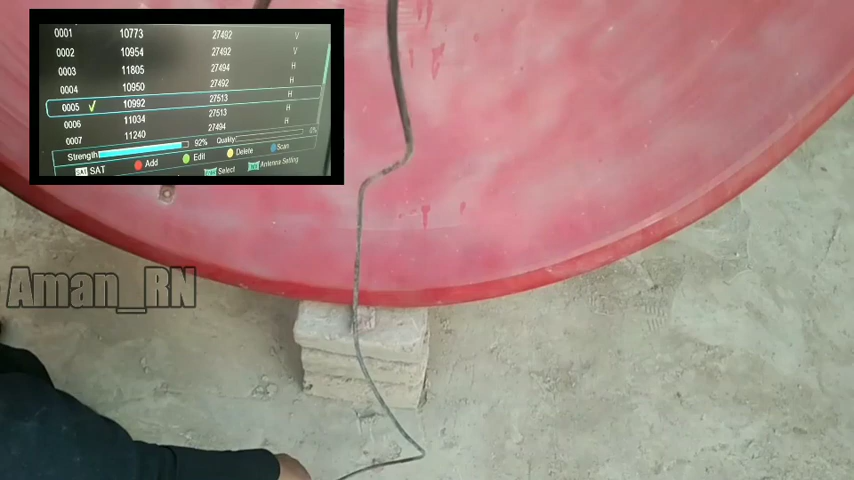 0001 10773 27492 V
0002 10954 27492 V
0003 11805 27494 H
0004 10950 27492 H
0005 10992 27513 H
0006 11034 27513 H
0007 11240 27494 H
Strength 92% Quality: 0%
SAT SAT Add Edit Delete Scan
Select Antenna Setting
Aman_RN